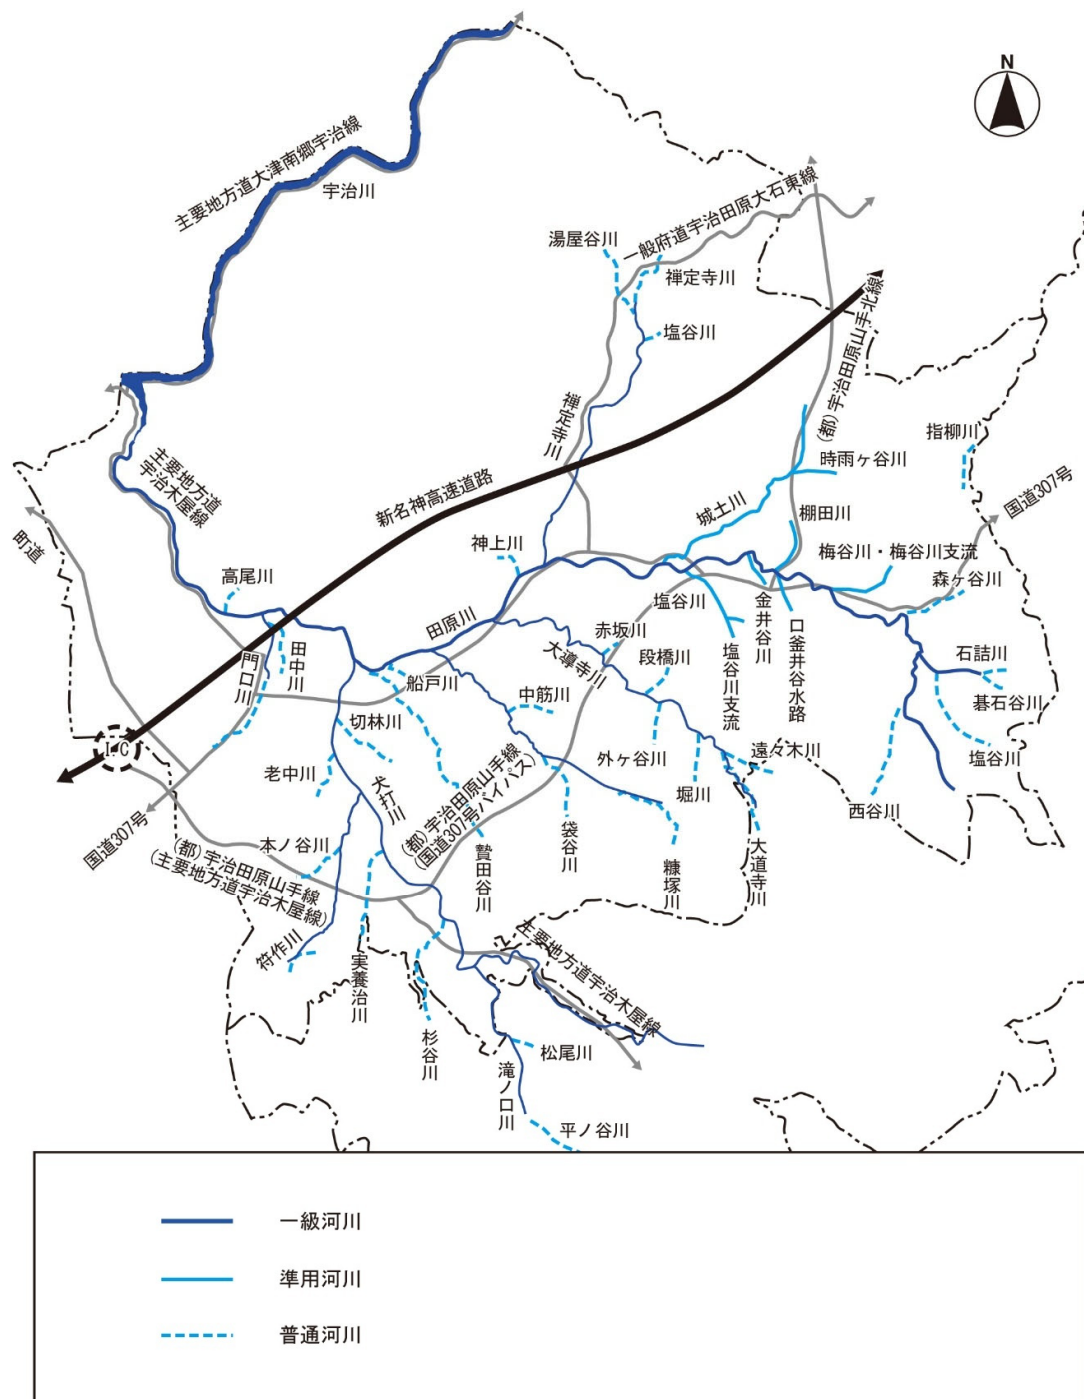 N
主要地方道大津南郷宇治線
宇治川
一般府道宇治田原大石東線
湯屋谷川
禅定寺川
塩谷川
(都)宇治田原山手北線
禅定寺川
指柳川
時雨ヶ谷川
国道307号
主要地方道
宇治木屋線
新名神高速道路
城土川
棚田川
町道
神上川
梅谷川・梅谷川支流
森ヶ谷川
高尾川
塩谷川
金井谷川
口釜井谷水路
田原川
赤坂川
大導寺川
段橋川
塩谷川支流
石詰川
碁石谷川
門口川
田中川
船戸川
中筋川
切林川
外ヶ谷川
遠々木川
塩谷川
I.C
老中川
犬打川
(都)宇治田原山手線
(国道307号バイパス)
堀川
西谷川
国道307号
本ノ谷川
(都)宇治田原山手線
(主要地方道宇治木屋線)
贄田谷川
袋谷川
糠塚川
大道寺川
符作川
実養治川
主要地方道宇治木屋線
杉谷川
松尾川
滝ノ口川
平ノ谷川
一級河川
準用河川
普通河川